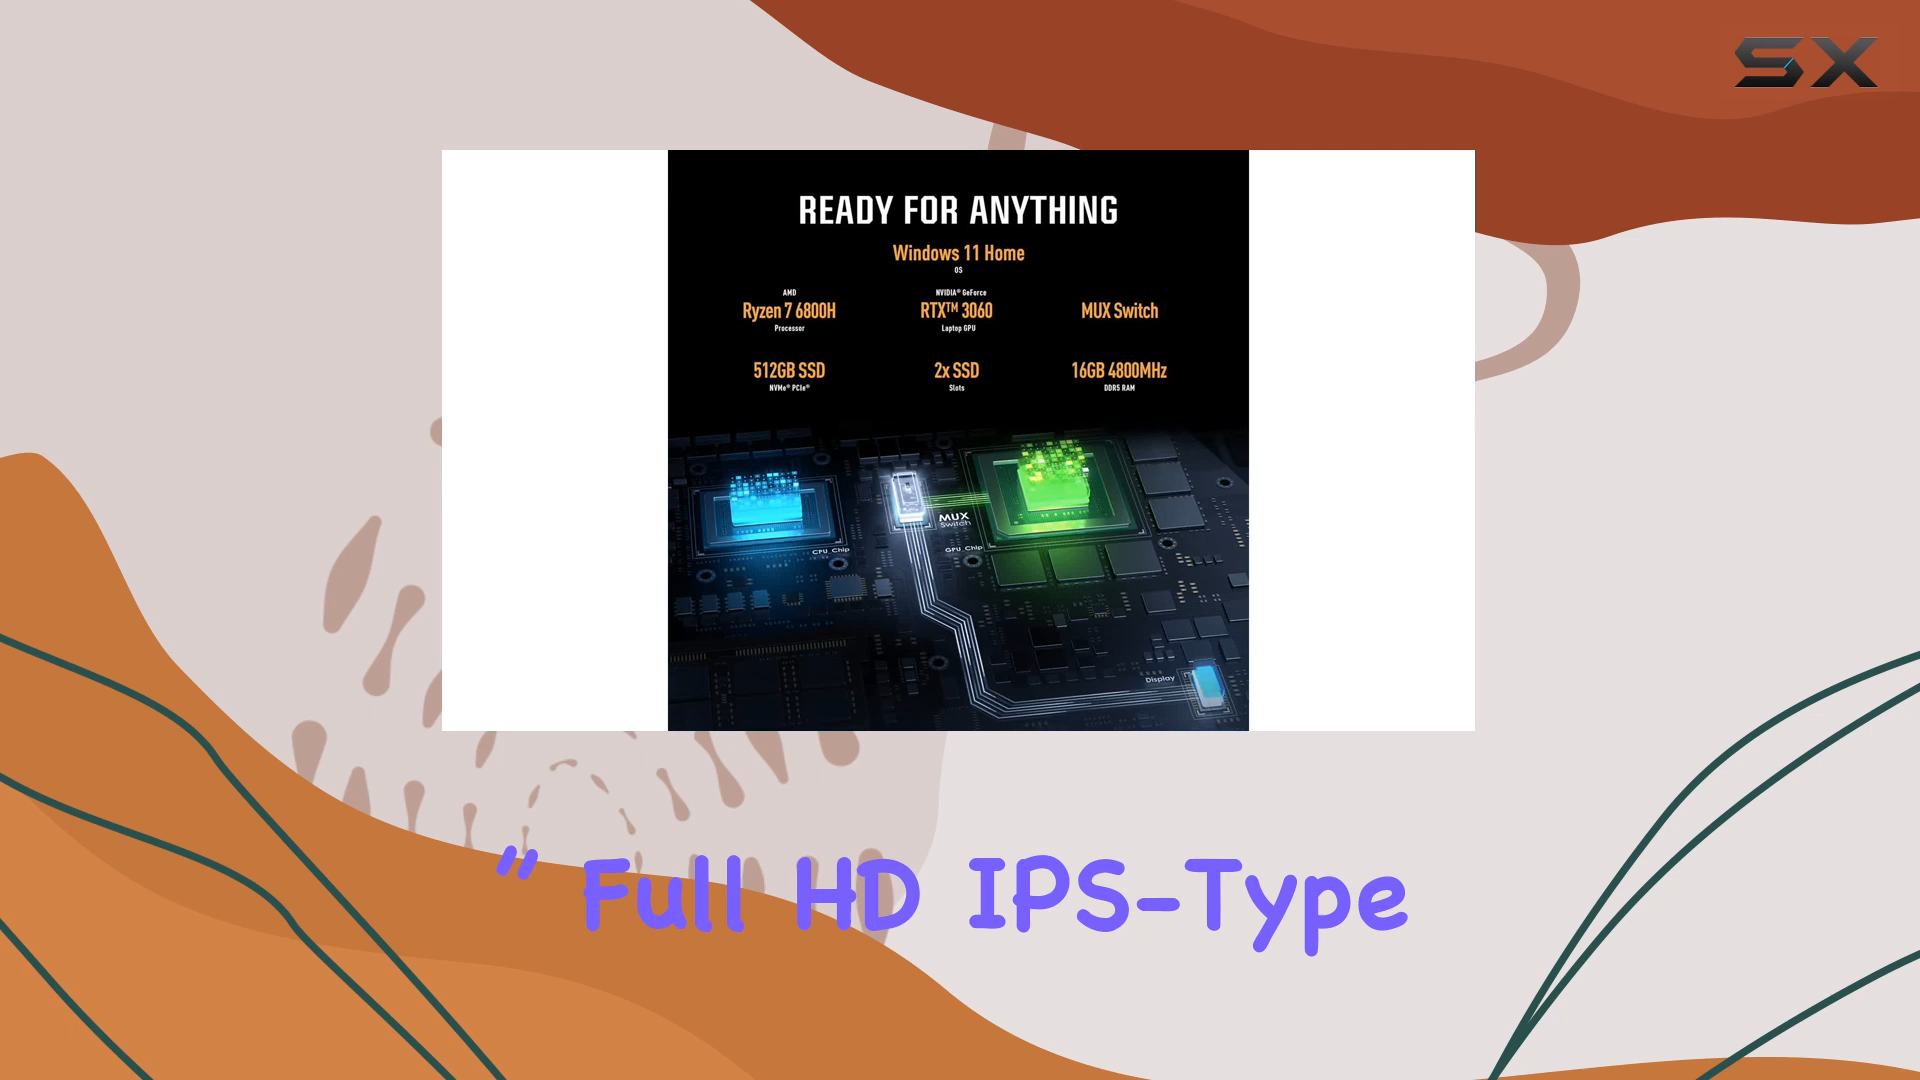 SX
READY FOR ANYTHING
Windows 11 Home
OS
AMD
Ryzen 7 6800H
Processor
NVIDIA® GeForce
RTX™ 3060
Laptop GPU
MUX Switch
512GB SSD
NVMe® PCIe®
2x SSD
Slots
16GB 4800MHz
DDR5 RAM
MUX
Switch
CPU_Chip
GPU_Chip
Display
" Full HD IPS-Type